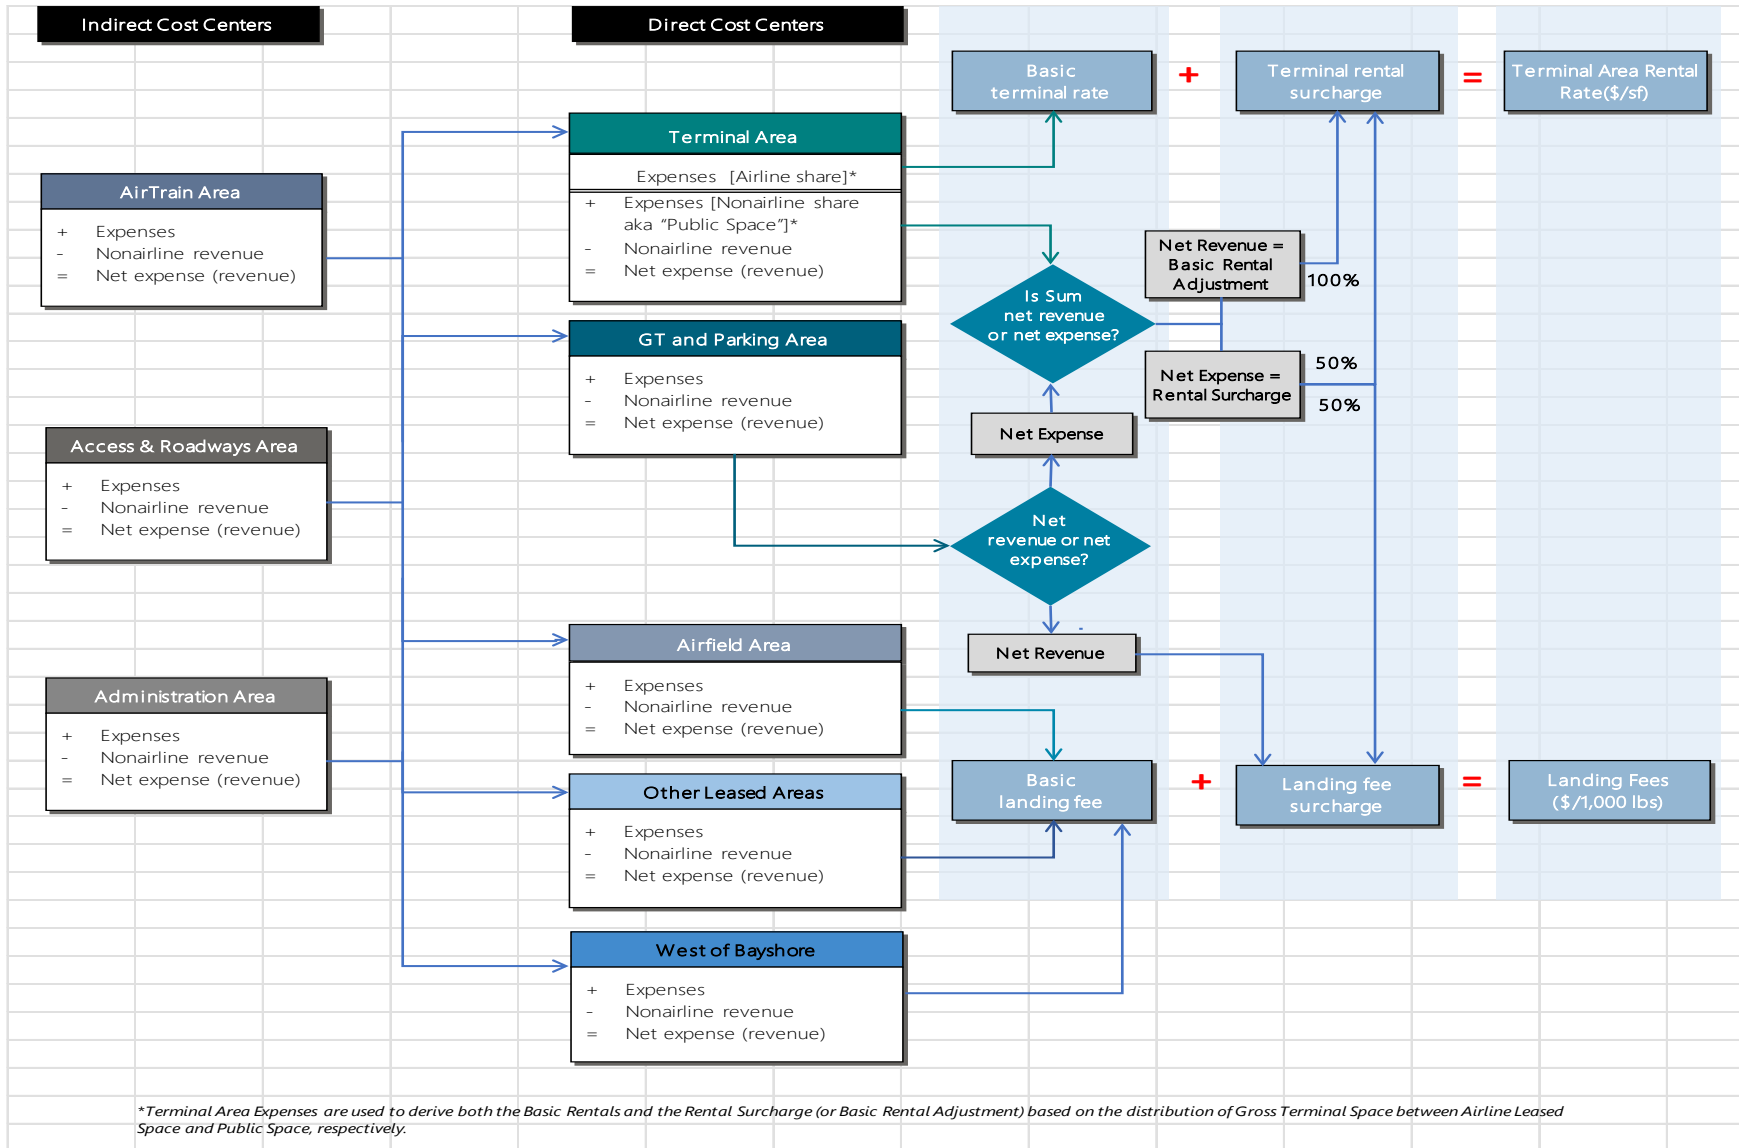 Indirect Cost Centers
Direct Cost Centers
Basic
terminal rate
+
Terminal rental
surcharge
=
Terminal Area Rental
Rate($/sf)
AirTrain Area
+ Expenses
- Nonairline revenue
= Net expense (revenue)
Access & Roadways Area
+ Expenses
- Nonairline revenue
= Net expense (revenue)
Administration Area
+ Expenses
- Nonairline revenue
= Net expense (revenue)
Terminal Area
Expenses [Airline share]*
+ Expenses [Nonairline share
aka “Public Space”]*
- Nonairline revenue
= Net expense (revenue)
GT and Parking Area
+ Expenses
- Nonairline revenue
= Net expense (revenue)
Airfield Area
+ Expenses
- Nonairline revenue
= Net expense (revenue)
Other Leased Areas
+ Expenses
- Nonairline revenue
= Net expense (revenue)
West of Bayshore
+ Expenses
- Nonairline revenue
= Net expense (revenue)
Is Sum
net revenue
or net expense?
Net Revenue =
Basic Rental
Adjustment
100%
Net Expense =
Rental Surcharge
50%
50%
Net Expense
Net
revenue or net
expense?
-
Net Revenue
Basic
landing fee
+
Landing fee
surcharge
=
Landing Fees
($/1,000 lbs)
*Terminal Area Expenses are used to derive both the Basic Rentals and the Rental Surcharge (or Basic Rental Adjustment) based on the distribution of Gross Terminal Space between Airline Leased
Space and Public Space, respectively.